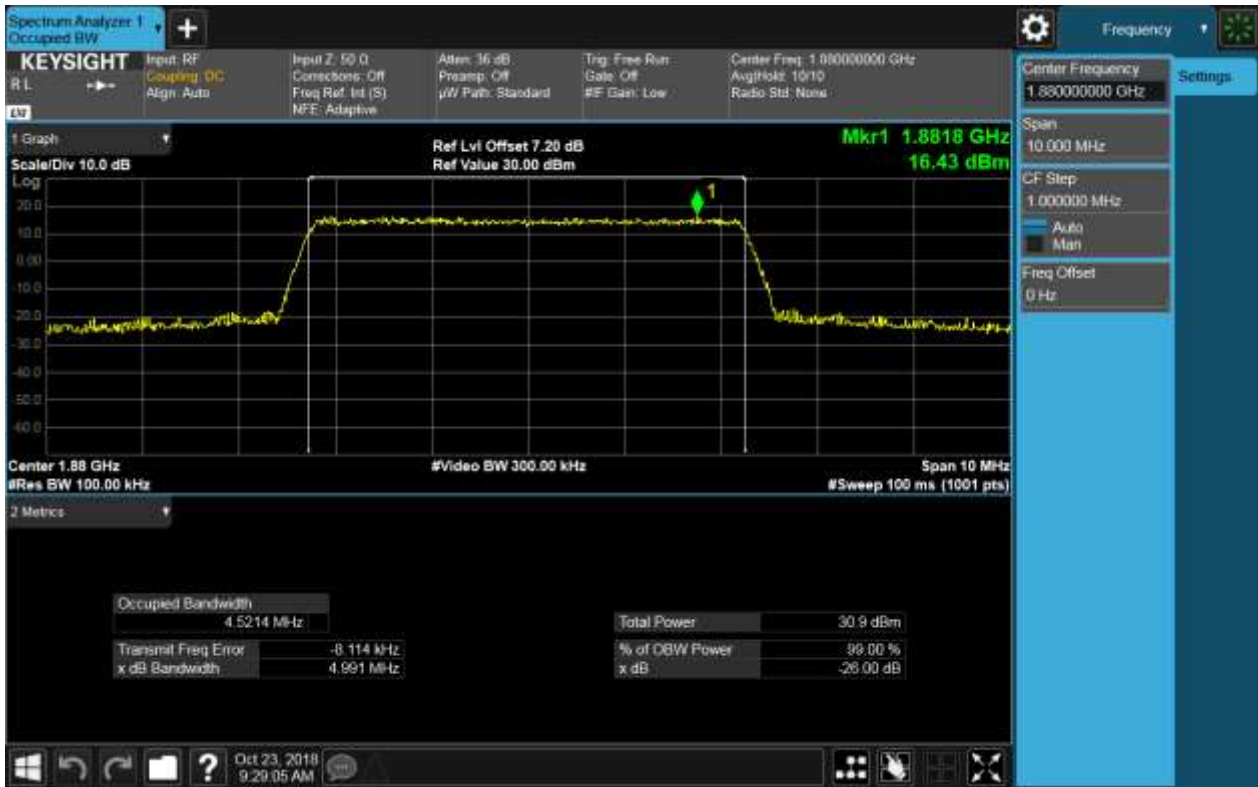 Spectrum Analyzer 1
Occupied BW
+
Frequency
KEYSIGHT
R L
Input: RF
Coupling: DC
Align: Auto
Input Z: 50 Ω
Corrections: Off
Freq Ref: Int (S)
NFE: Adaptive
Atten: 36 dB
Preamp: Off
µW Path: Standard
Trig: Free Run
Gate: Off
#IF Gain: Low
Center Freq: 1.880000000 GHz
Avg|Hold: 10/10
Radio Std: None
Center Frequency
1.880000000 GHz
Settings
Span
10.000 MHz
CF Step
1.000000 MHz
Auto
Man
Freq Offset
0 Hz
1 Graph
Scale/Div 10.0 dB
Ref Lvl Offset 7.20 dB
Ref Value 30.00 dBm
Mkr1 1.8818 GHz
16.43 dBm
Log
20.0
10.0
0.00
-10.0
-20.0
-30.0
-40.0
-50.0
-60.0
1
Center 1.88 GHz
#Video BW 300.00 kHz
Span 10 MHz
#Res BW 100.00 kHz
#Sweep 100 ms (1001 pts)
2 Metrics
Occupied Bandwidth
4.5214 MHz
Total Power 30.9 dBm
Transmit Freq Error -8.114 kHz
% of OBW Power 99.00 %
x dB Bandwidth 4.991 MHz
x dB -26.00 dB
?
Oct 23, 2018
9:29:05 AM